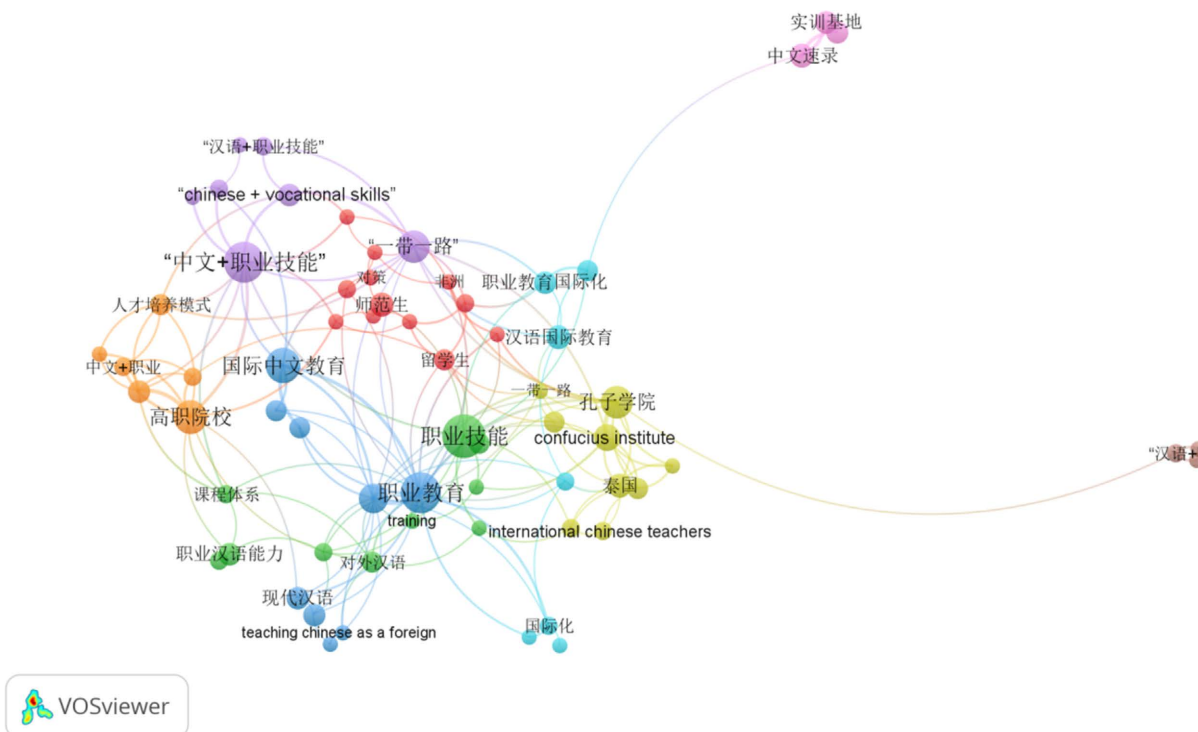 实训基地
中文速录
“汉语+职业技能”
“chinese + vocational skills”
“一带一路”
“中文+职业技能”
对策
非洲
职业教育国际化
人才培养模式
师范生
汉语国际教育
留学生
国际中文教育
中文+职业
一带一路
孔子学院
高职院校
职业技能
confucius institute
“汉语+
泰国
职业教育
课程体系
training
international chinese teachers
职业汉语能力
对外汉语
现代汉语
国际化
teaching chinese as a foreign
VOSviewer